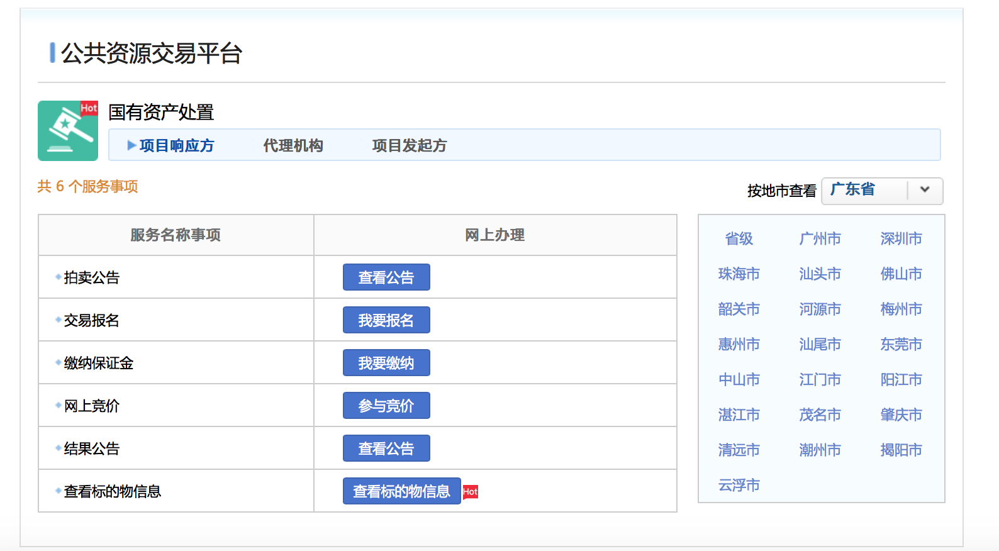 公共资源交易平台
Hot
国有资产处置
项目响应方 代理机构 项目发起方
共 6 个服务事项
按地市查看 广东省
服务名称事项 网上办理
拍卖公告 查看公告
交易报名 我要报名
缴纳保证金 我要缴纳
网上竞价 参与竞价
结果公告 查看公告
查看标的物信息 查看标的物信息 Hot
省级 广州市 深圳市
珠海市 汕头市 佛山市
韶关市 河源市 梅州市
惠州市 汕尾市 东莞市
中山市 江门市 阳江市
湛江市 茂名市 肇庆市
清远市 潮州市 揭阳市
云浮市